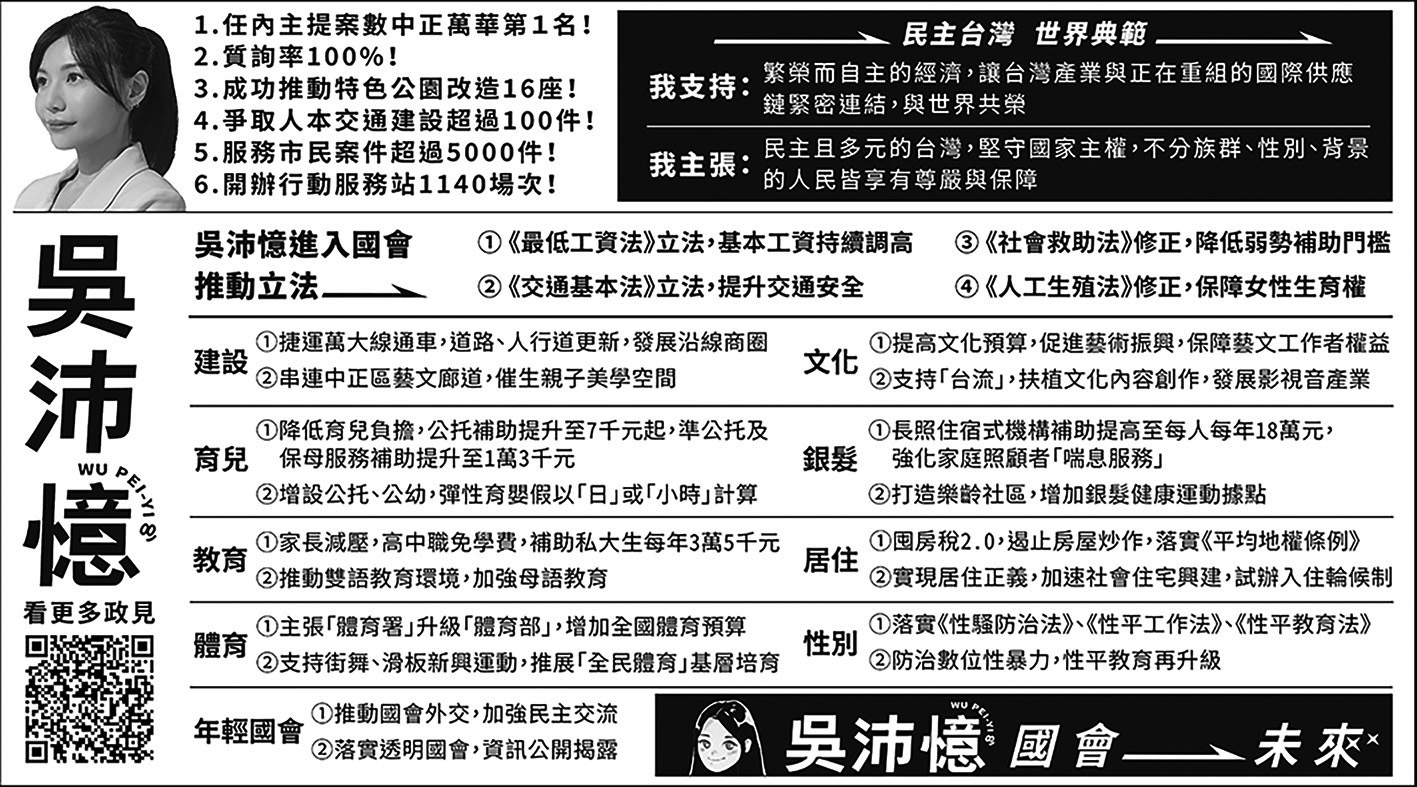 1.任內主提案數中正萬華第1名！
2.質詢率100%！
3.成功推動特色公園改造16座！
4.爭取人本交通建設超過100件！
5.服務市民案件超過5000件！
6.開辦行動服務站1140場次！
民主台灣 世界典範
我支持：
繁榮而自主的經濟，讓台灣產業與正在重組的國際供應
鏈緊密連結，與世界共榮
我主張：
民主且多元的台灣，堅守國家主權，不分族群、性別、背景
的人民皆享有尊嚴與保障
吳沛憶
WU PEI-YI
看更多政見
吳沛憶進入國會
推動立法
①《最低工資法》立法，基本工資持續調高
②《交通基本法》立法，提升交通安全
③《社會救助法》修正，降低弱勢補助門檻
④《人工生殖法》修正，保障女性生育權
建設
①捷運萬大線通車，道路、人行道更新，發展沿線商圈
②串連中正區藝文廊道，催生親子美學空間
文化
①提高文化預算，促進藝術振興，保障藝文工作者權益
②支持「台流」，扶植文化內容創作，發展影視音產業
育兒
①降低育兒負擔，公托補助提升至7千元起，準公托及
保母服務補助提升至1萬3千元
②增設公托、公幼，彈性育嬰假以「日」或「小時」計算
銀髮
①長照住宿式機構補助提高至每人每年18萬元，
強化家庭照顧者「喘息服務」
②打造樂齡社區，增加銀髮健康運動據點
教育
①家長減壓，高中職免學費，補助私大生每年3萬5千元
②推動雙語教育環境，加強母語教育
居住
①囤房稅2.0，遏止房屋炒作，落實《平均地權條例》
②實現居住正義，加速社會住宅興建，試辦入住輪候制
體育
①主張「體育署」升級「體育部」，增加全國體育預算
②支持街舞、滑板新興運動，推展「全民體育」基層培育
性別
①落實《性騷防治法》、《性平工作法》、《性平教育法》
②防治數位性暴力，性平教育再升級
年輕國會
①推動國會外交，加強民主交流
②落實透明國會，資訊公開揭露
吳沛憶 WU PEI-YI 國會 未來